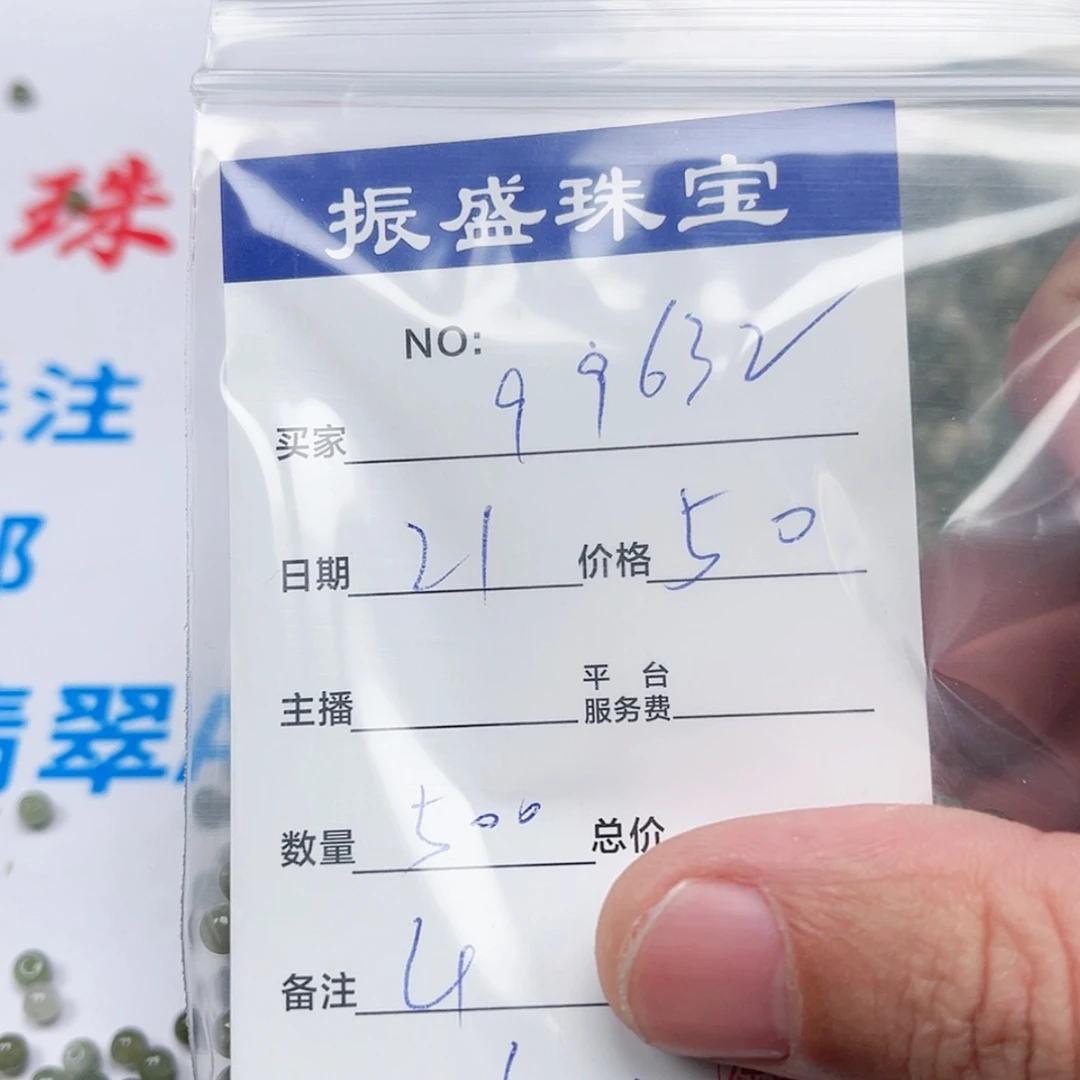 振盛珠宝
NO:
买家 99632
日期 21 价格 50
主播 平台服务费
数量 500 总价
备注 4
珠
注
翠